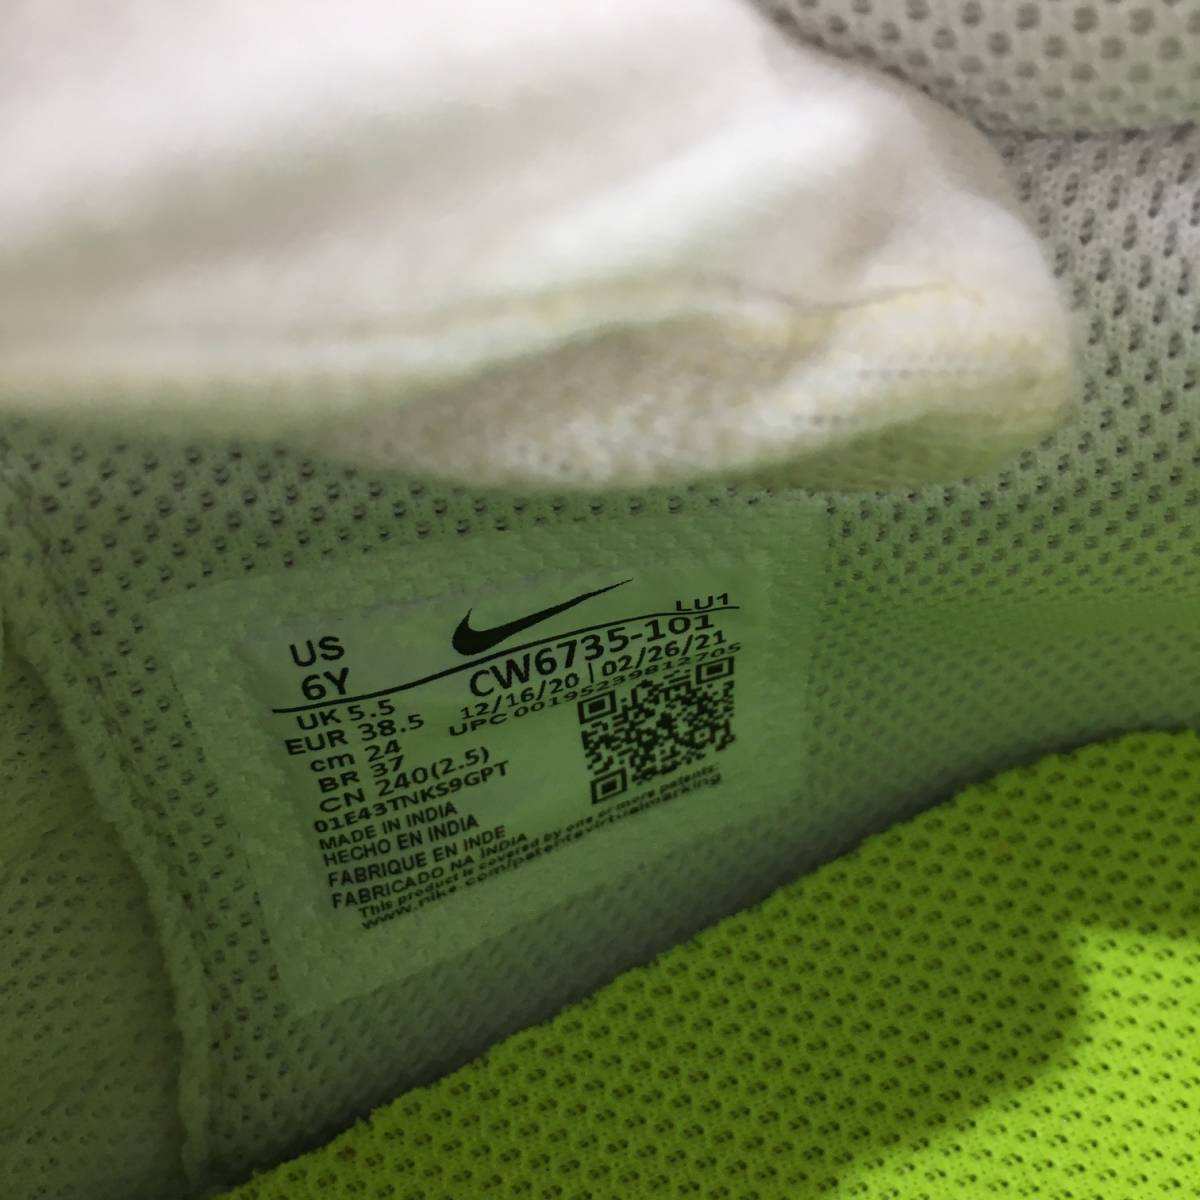 US
6Y
UK 5.5
EUR 38.5
cm 24
BR 37
CN 240(2.5)
01E43TNKS9GPT
MADE IN INDIA
HECHO EN INDIA
FABRIQUE EN INDE
FABRICADO NA ÍNDIA
This product is covered by one or more patents:
www.nike.com/patentsvirtualmarking
LU1
CW6735-101
12/16/20 | 02/26/21
UPC 00195239812705